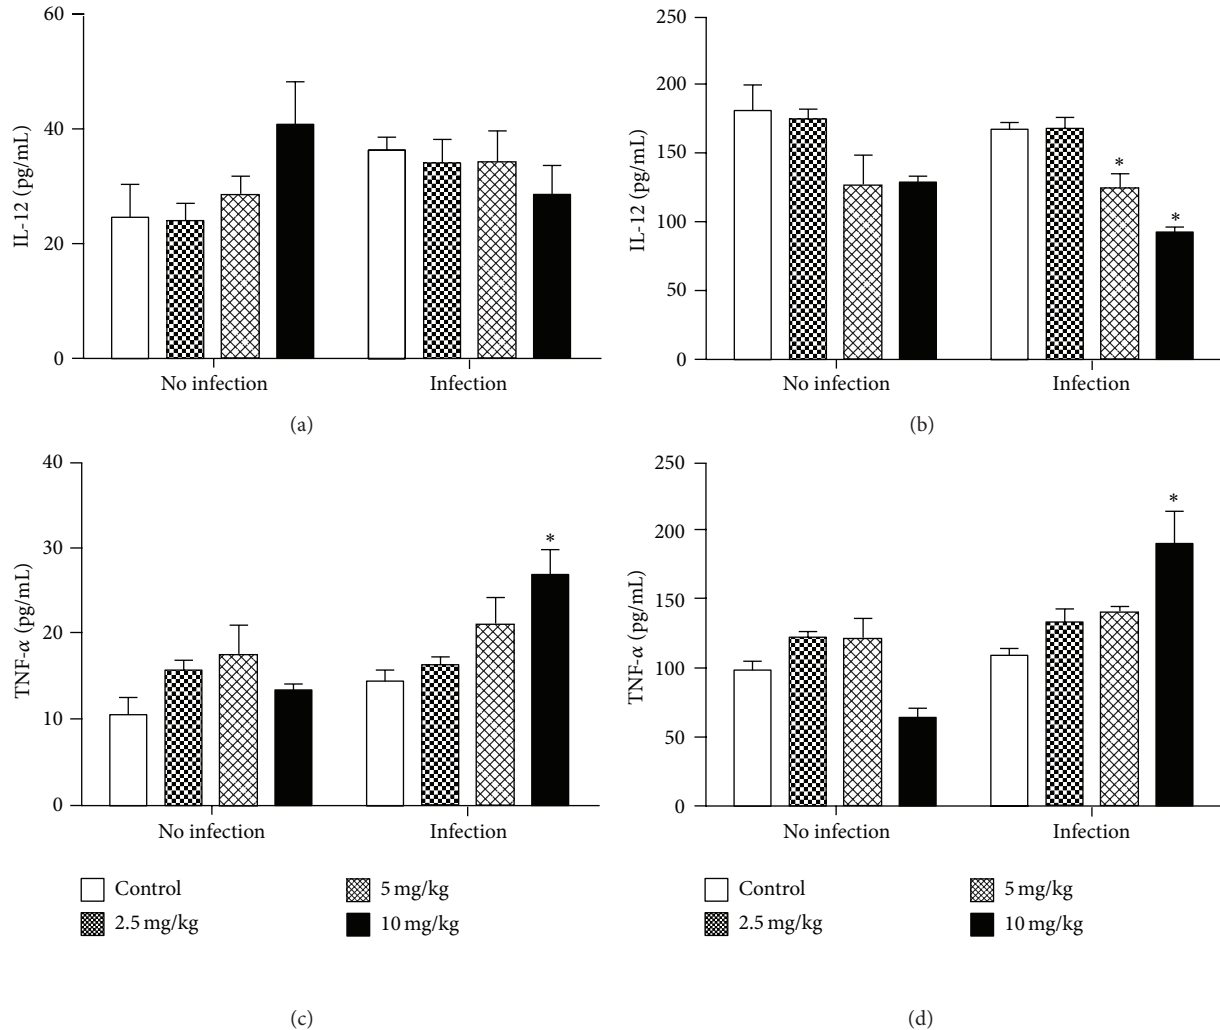 60
40
20
0
IL-12 (pg/mL)
No infection
Infection
(a)
250
200
150
100
50
0
IL-12 (pg/mL)
*
*
No infection
Infection
(b)
40
30
20
10
0
TNF-α (pg/mL)
*
No infection
Infection
Control
2.5 mg/kg
5 mg/kg
10 mg/kg
(c)
250
200
150
100
50
0
TNF-α (pg/mL)
*
No infection
Infection
Control
2.5 mg/kg
5 mg/kg
10 mg/kg
(d)